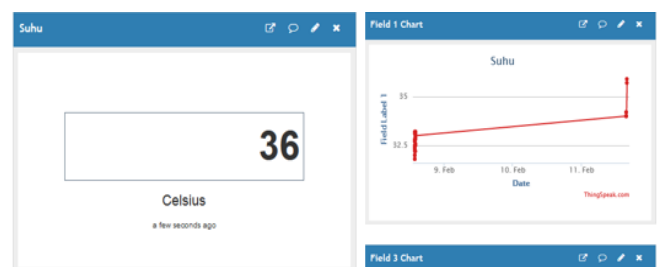 Suhu
36
Celsius
a few seconds ago
Field 1 Chart
Suhu
Field Label 1
35
32.5
9. Feb
10. Feb
11. Feb
Date
ThingSpeak.com
Field 3 Chart